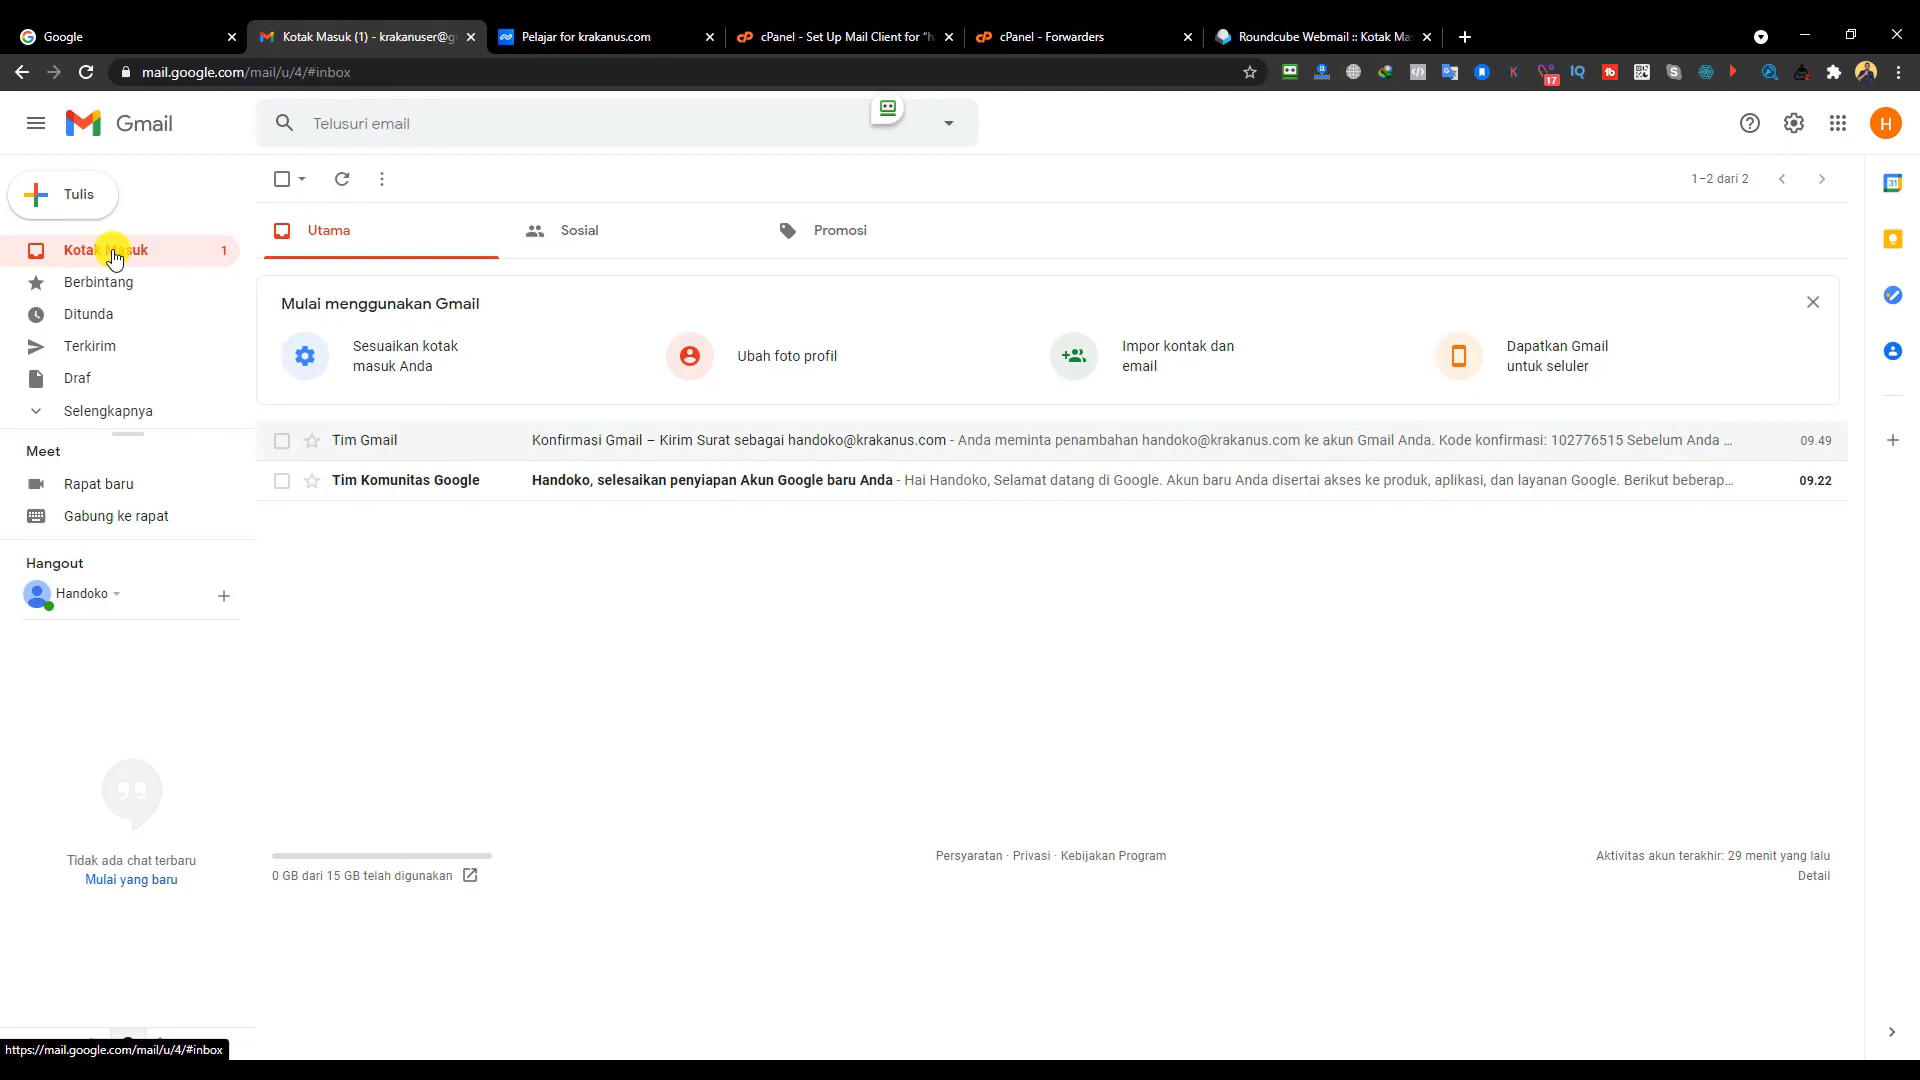 Google
Kotak Masuk (1) - krakanuser@g
Pelajar for krakanus.com
cPanel - Set Up Mail Client for "h
cPanel - Forwarders
Roundcube Webmail :: Kotak Ma
mail.google.com/mail/u/4/#inbox
17
Gmail
Telusuri email
H
Tulis
1–2 dari 2
Utama
Sosial
Promosi
Kotak Masuk
1
Berbintang
Ditunda
Terkirim
Draf
Selengkapnya
Mulai menggunakan Gmail
Sesuaikan kotak
masuk Anda
Ubah foto profil
Impor kontak dan
email
Dapatkan Gmail
untuk seluler
Tim Gmail
Konfirmasi Gmail – Kirim Surat sebagai handoko@krakanus.com - Anda meminta penambahan handoko@krakanus.com ke akun Gmail Anda. Kode konfirmasi: 102776515 Sebelum Anda ...
09.49
Tim Komunitas Google
Handoko, selesaikan penyiapan Akun Google baru Anda - Hai Handoko, Selamat datang di Google. Akun baru Anda disertai akses ke produk, aplikasi, dan layanan Google. Berikut beberap...
09.22
Meet
Rapat baru
Gabung ke rapat
Hangout
Handoko
Tidak ada chat terbaru
Mulai yang baru
0 GB dari 15 GB telah digunakan
Persyaratan · Privasi · Kebijakan Program
Aktivitas akun terakhir: 29 menit yang lalu
Detail
31
https://mail.google.com/mail/u/4/#inbox